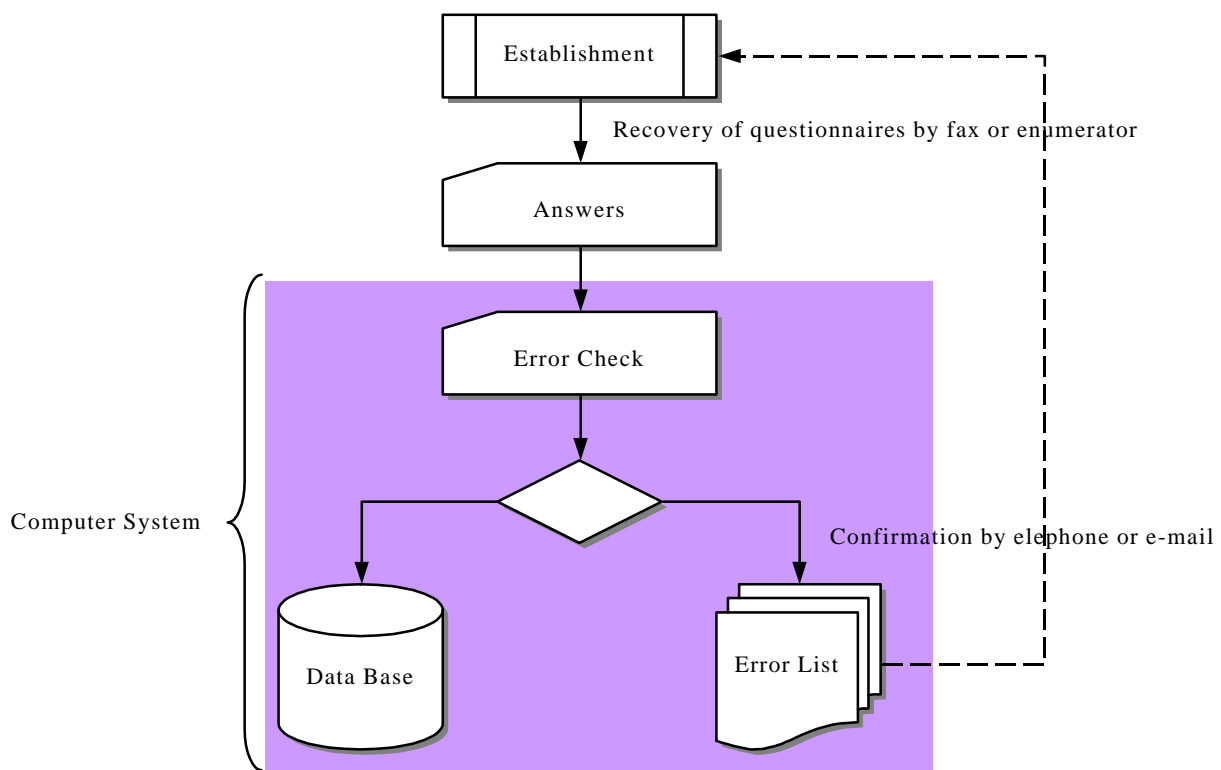 Establishment
Recovery of questionnaires by fax or enumerator
Answers
Error Check
Computer System
Confirmation by elephone or e-mail
Data Base
Error List